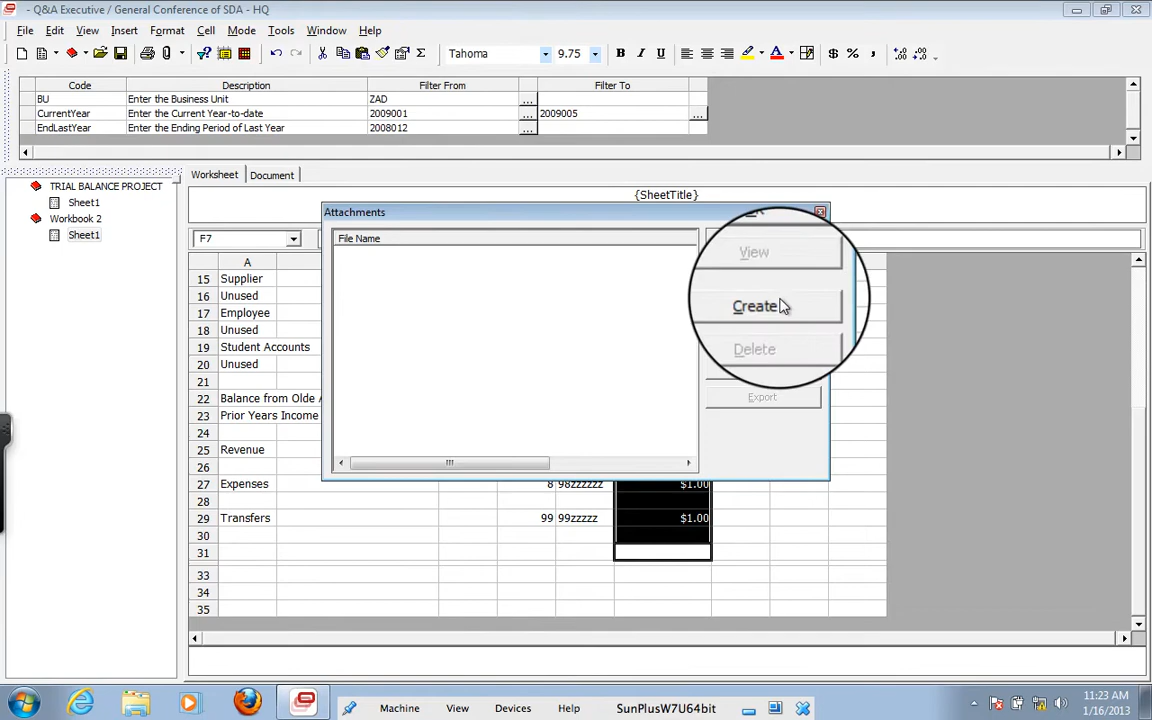 - Q&A Executive / General Conference of SDA - HQ
File Edit View Insert Format Cell Mode Tools Window Help
Tahoma 9.75 B I U $ %
Code Description Filter From Filter To
BU Enter the Business Unit ZAD ...
CurrentYear Enter the Current Year-to-date 2009001 ... 2009005 ...
EndLastYear Enter the Ending Period of Last Year 2008012 ...
Worksheet Document
TRIAL BALANCE PROJECT
Sheet1
Workbook 2
Sheet1
{SheetTitle}
Attachments
F7
File Name
View
Create
Delete
Export
A
15 Supplier
16 Unused
17 Employee
18 Unused
19 Student Accounts
20 Unused
21
22 Balance from Olde
23 Prior Years Income
24
25 Revenue
26
27 Expenses 8 98zzzzzz $1.00
28
29 Transfers 99 99zzzzz $1.00
30
31
33
34
35
Machine View Devices Help SunPlusW7U64bit
11:23 AM
1/16/2013